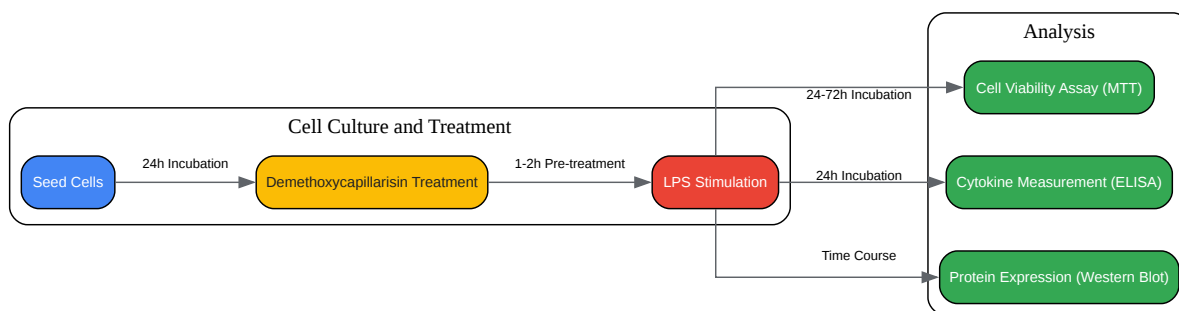 Analysis
Cell Culture and Treatment
Seed Cells
24h Incubation
Demethoxycapillarisin Treatment
1-2h Pre-treatment
LPS Stimulation
24-72h Incubation
Cell Viability Assay (MTT)
24h Incubation
Cytokine Measurement (ELISA)
Time Course
Protein Expression (Western Blot)